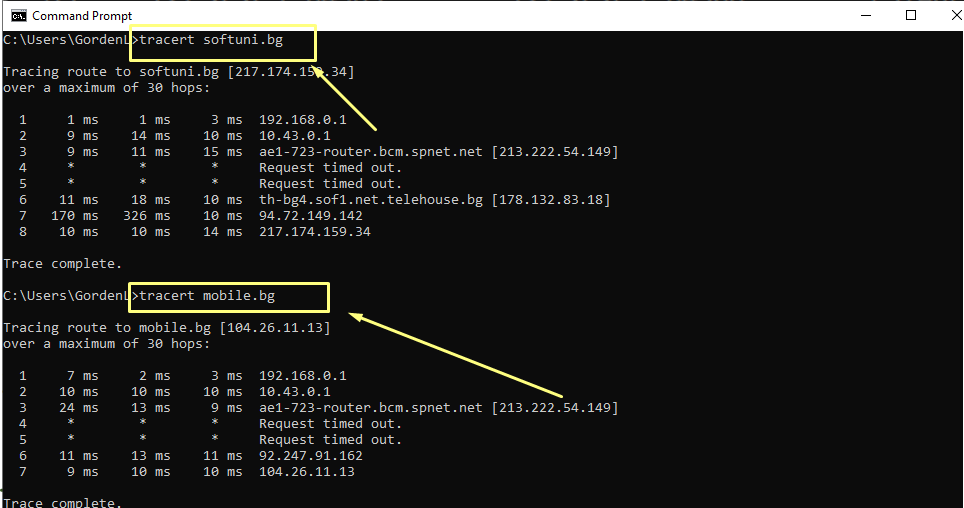 Command Prompt
C:\Users\GordenL>tracert softuni.bg
Tracing route to softuni.bg [217.174.159.34]
over a maximum of 30 hops:
1 1 ms 1 ms 3 ms 192.168.0.1
2 9 ms 14 ms 10 ms 10.43.0.1
3 9 ms 11 ms 15 ms ae1-723-router.bcm.spnet.net [213.222.54.149]
4 * * * Request timed out.
5 * * * Request timed out.
6 11 ms 18 ms 10 ms th-bg4.sof1.net.telehouse.bg [178.132.83.18]
7 170 ms 326 ms 10 ms 94.72.149.142
8 10 ms 10 ms 14 ms 217.174.159.34
Trace complete.
C:\Users\GordenL>tracert mobile.bg
Tracing route to mobile.bg [104.26.11.13]
over a maximum of 30 hops:
1 7 ms 2 ms 3 ms 192.168.0.1
2 10 ms 10 ms 10 ms 10.43.0.1
3 24 ms 13 ms 9 ms ae1-723-router.bcm.spnet.net [213.222.54.149]
4 * * * Request timed out.
5 * * * Request timed out.
6 11 ms 13 ms 11 ms 92.247.91.162
7 9 ms 10 ms 10 ms 104.26.11.13
Trace complete.